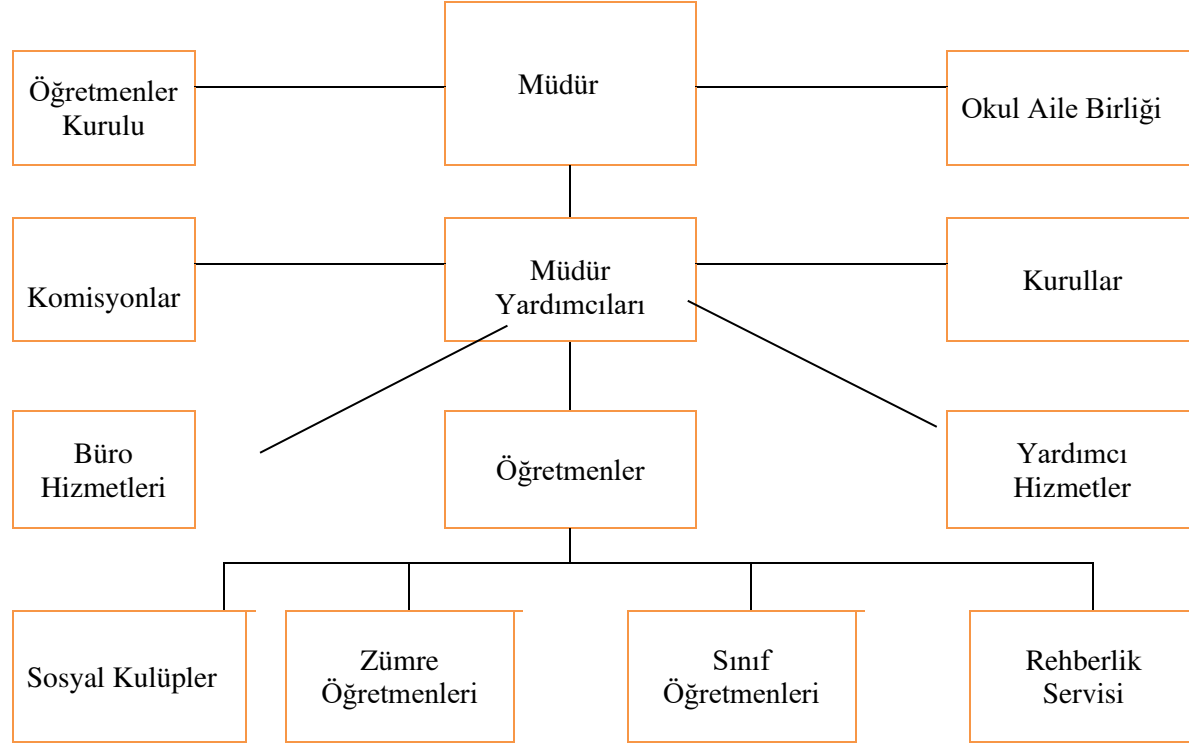 Müdür
Öğretmenler
Kurulu
Okul Aile Birliği
Komisyonlar
Müdür
Yardımcıları
Kurullar
Büro
Hizmetleri
Öğretmenler
Yardımcı
Hizmetler
Sosyal Kulüpler
Zümre
Öğretmenleri
Sınıf
Öğretmenleri
Rehberlik
Servisi